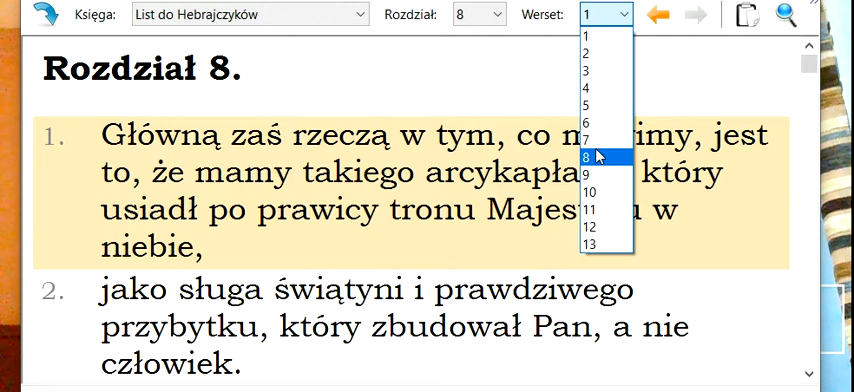 Księga: List do Hebrajczyków Rozdział: 8 Werset: 1
1
2
3
4
5
6
7
8
9
10
11
12
13
Rozdział 8.
1. Główną zaś rzeczą w tym, co m imy, jest
to, że mamy takiego arcykapła który
usiadł po prawicy tronu Majes u w
niebie,
2. jako sługa świątyni i prawdziwego
przybytku, który zbudował Pan, a nie
człowiek.